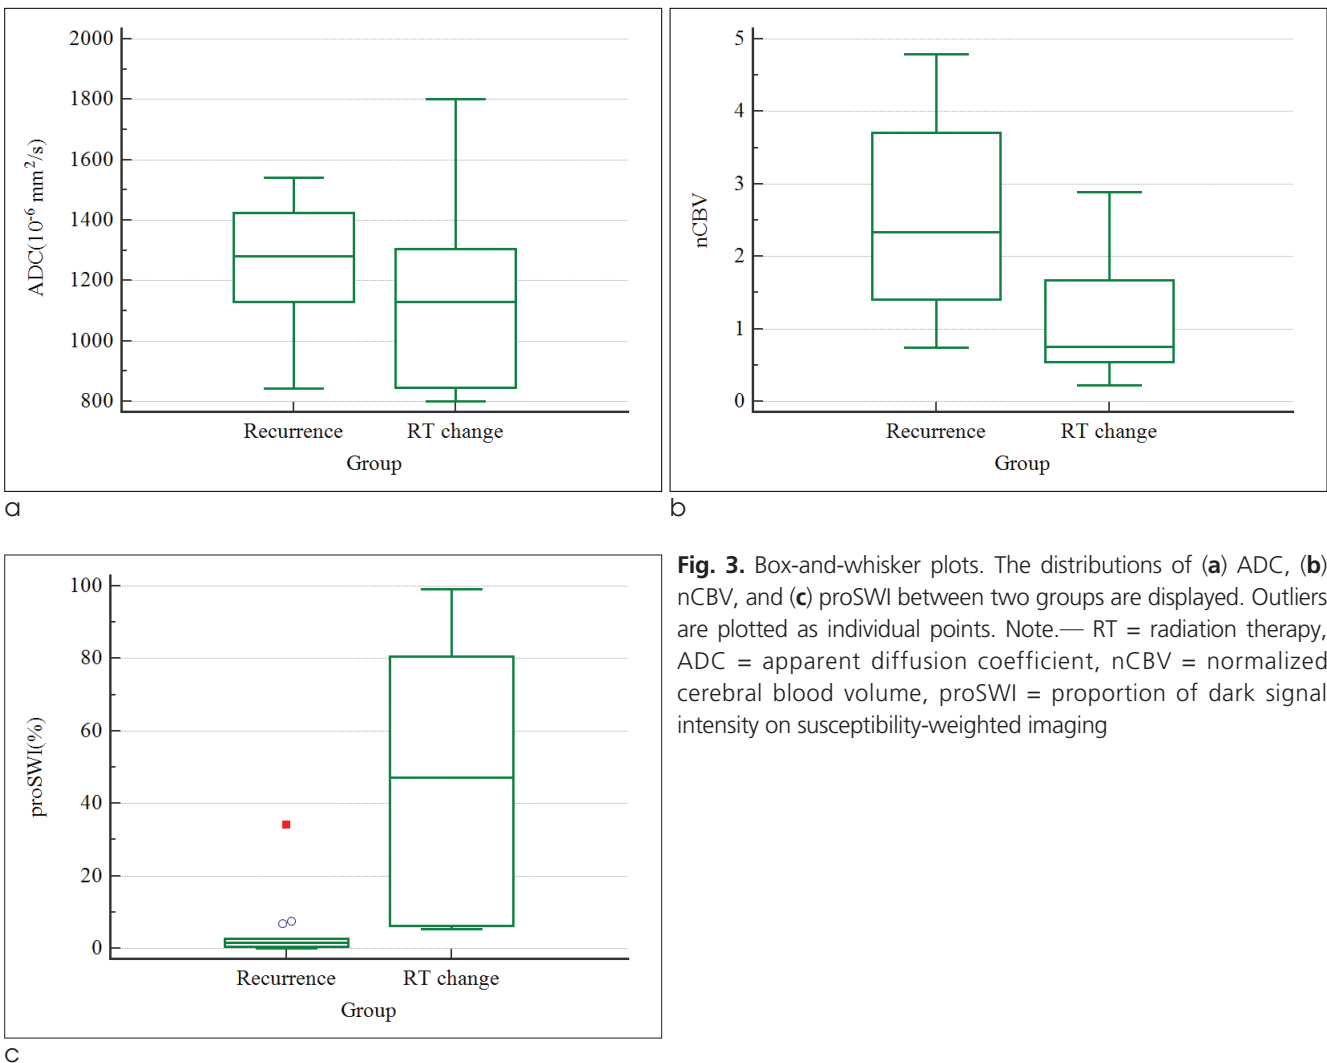 2000
1800
1600
1400
1200
1000
800
ADC(10⁻⁶ mm²/s)
Recurrence
RT change
Group
a
5
4
3
2
1
0
nCBV
Recurrence
RT change
Group
b
100
80
60
40
20
0
proSWI(%)
Recurrence
RT change
Group
c
Fig. 3. Box-and-whisker plots. The distributions of (a) ADC, (b)
nCBV, and (c) proSWI between two groups are displayed. Outliers
are plotted as individual points. Note.— RT = radiation therapy,
ADC = apparent diffusion coefficient, nCBV = normalized
cerebral blood volume, proSWI = proportion of dark signal
intensity on susceptibility-weighted imaging